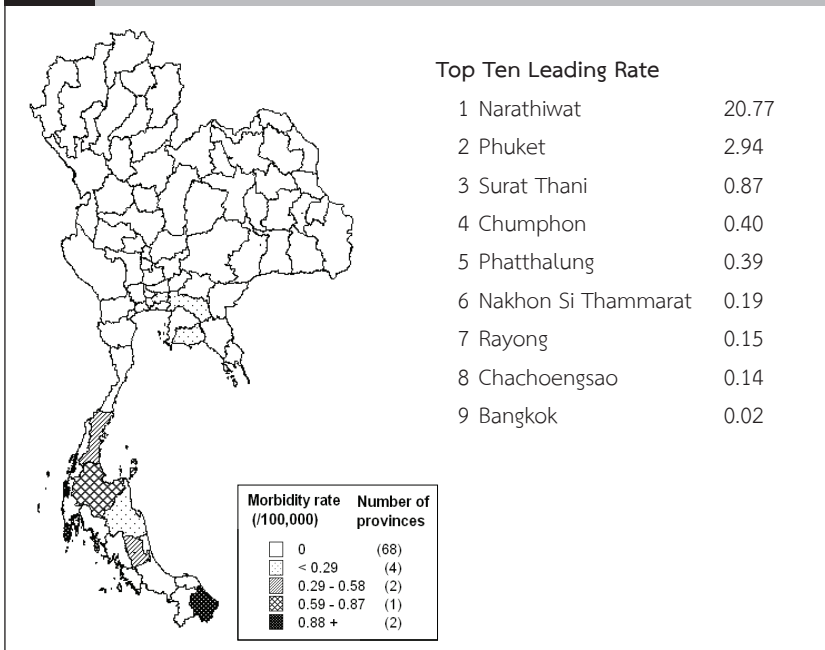 Top Ten Leading Rate
1 Narathiwat 20.77
2 Phuket 2.94
3 Surat Thani 0.87
4 Chumphon 0.40
5 Phatthalung 0.39
6 Nakhon Si Thammarat 0.19
7 Rayong 0.15
8 Chachoengsao 0.14
9 Bangkok 0.02
Morbidity rate Number of
(/100,000) provinces
0 (68)
< 0.29 (4)
0.29 - 0.58 (2)
0.59 - 0.87 (1)
0.88 + (2)